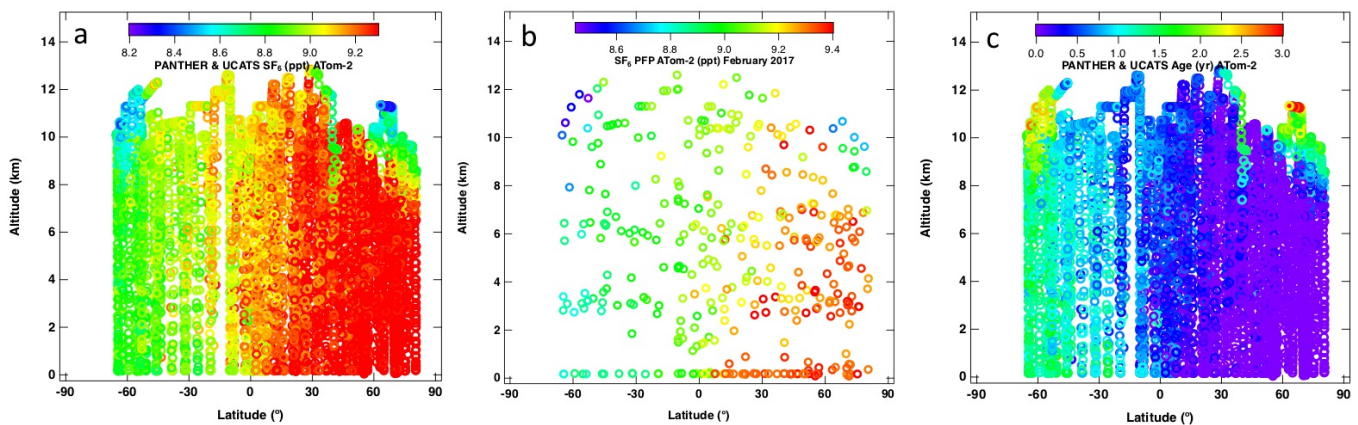 a
8.2 8.4 8.6 8.8 9.0 9.2
PANTHER & UCATS SF₆ (ppt) ATom-2
14
12
10
8
6
4
2
0
Altitude (km)
-90 -60 -30 0 30 60 90
Latitude (º)
b
8.6 8.8 9.0 9.2 9.4
SF₆ PFP ATom-2 (ppt) February 2017
14
12
10
8
6
4
2
0
Altitude (km)
-90 -60 -30 0 30 60 90
Latitude (°)
c
0.0 0.5 1.0 1.5 2.0 2.5 3.0
PANTHER & UCATS Age (yr) ATom-2
14
12
10
8
6
4
2
0
Altitude (km)
-90 -60 -30 0 30 60 90
Latitude (º)